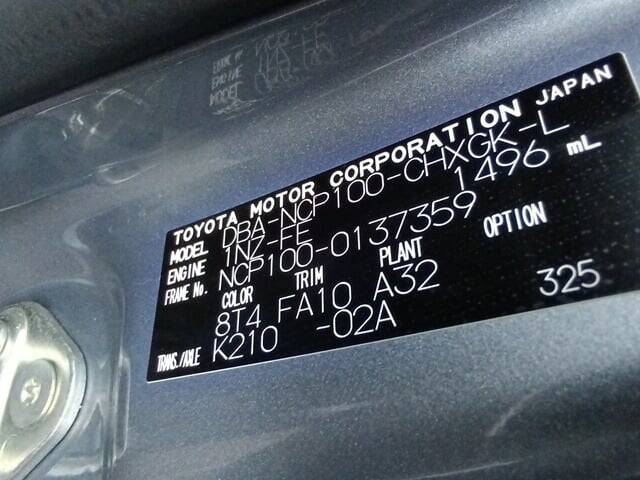 TOYOTA MOTOR CORPORATION JAPAN
MODEL DBA-NCP100-CHXGK-L
ENGINE 1NZ-FE 1496 mL
FRAME No. NCP100-0137359
COLOR TRIM PLANT OPTION
8T4 FA10 A32
TRANS./AXLE K210 -02A 325